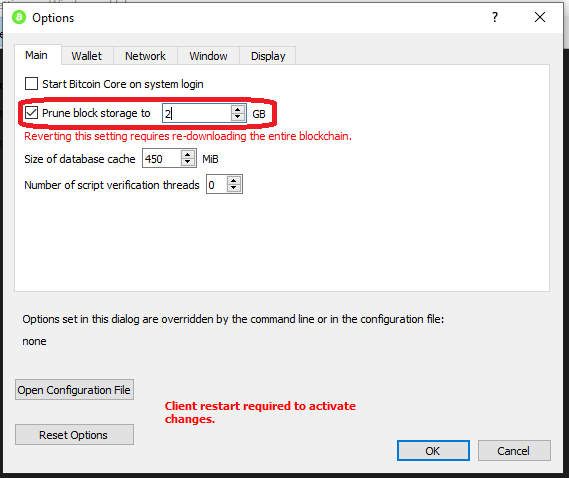 Options
Main Wallet Network Window Display
Start Bitcoin Core on system login
Prune block storage to 2 GB
Reverting this setting requires re-downloading the entire blockchain.
Size of database cache 450 MiB
Number of script verification threads 0
Options set in this dialog are overridden by the command line or in the configuration file:
none
Open Configuration File
Client restart required to activate
changes.
Reset Options
OK Cancel